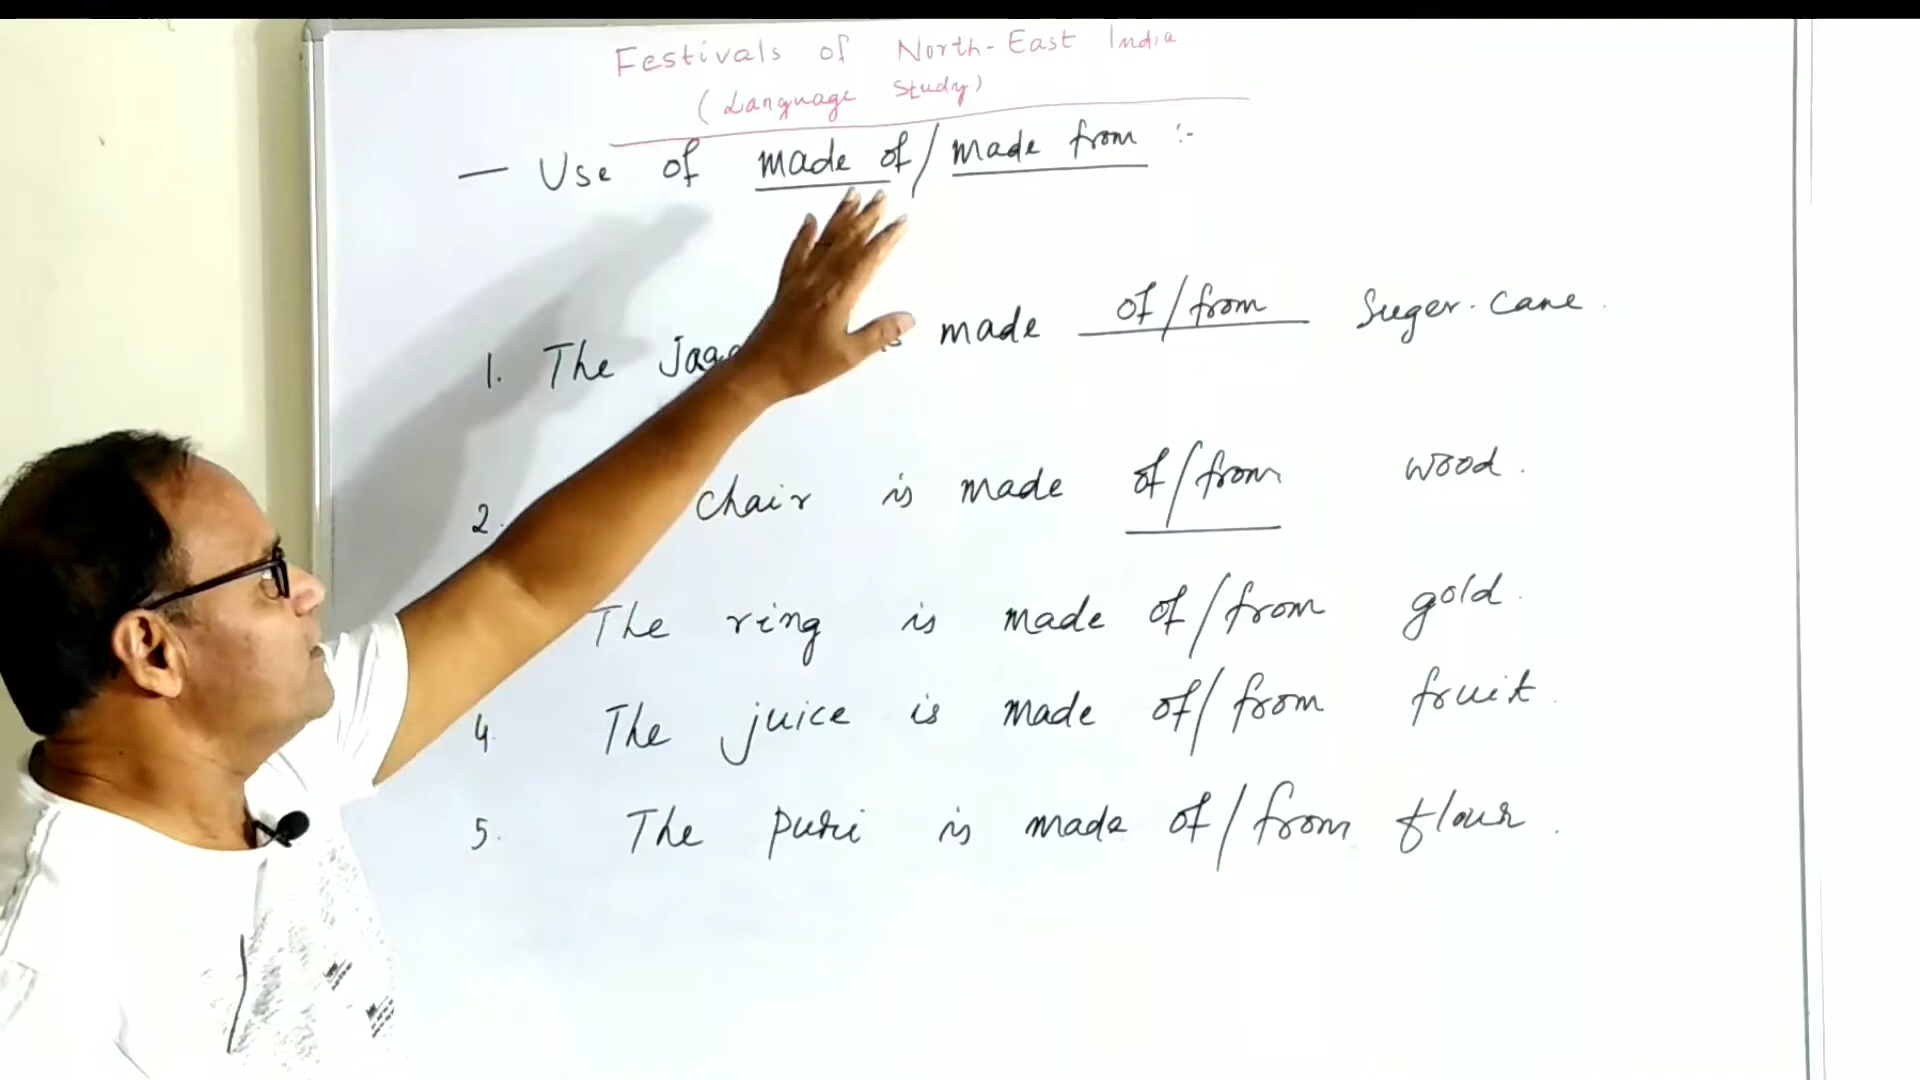 Festivals of North-East India
(Language Study)
— Use of made of/made from :-
1. The made of/from Suger-cane.
2. chair is made of/from wood.
The ring is made of/from gold.
4. The juice is made of/from fruit.
5. The puri is made of/from flour.